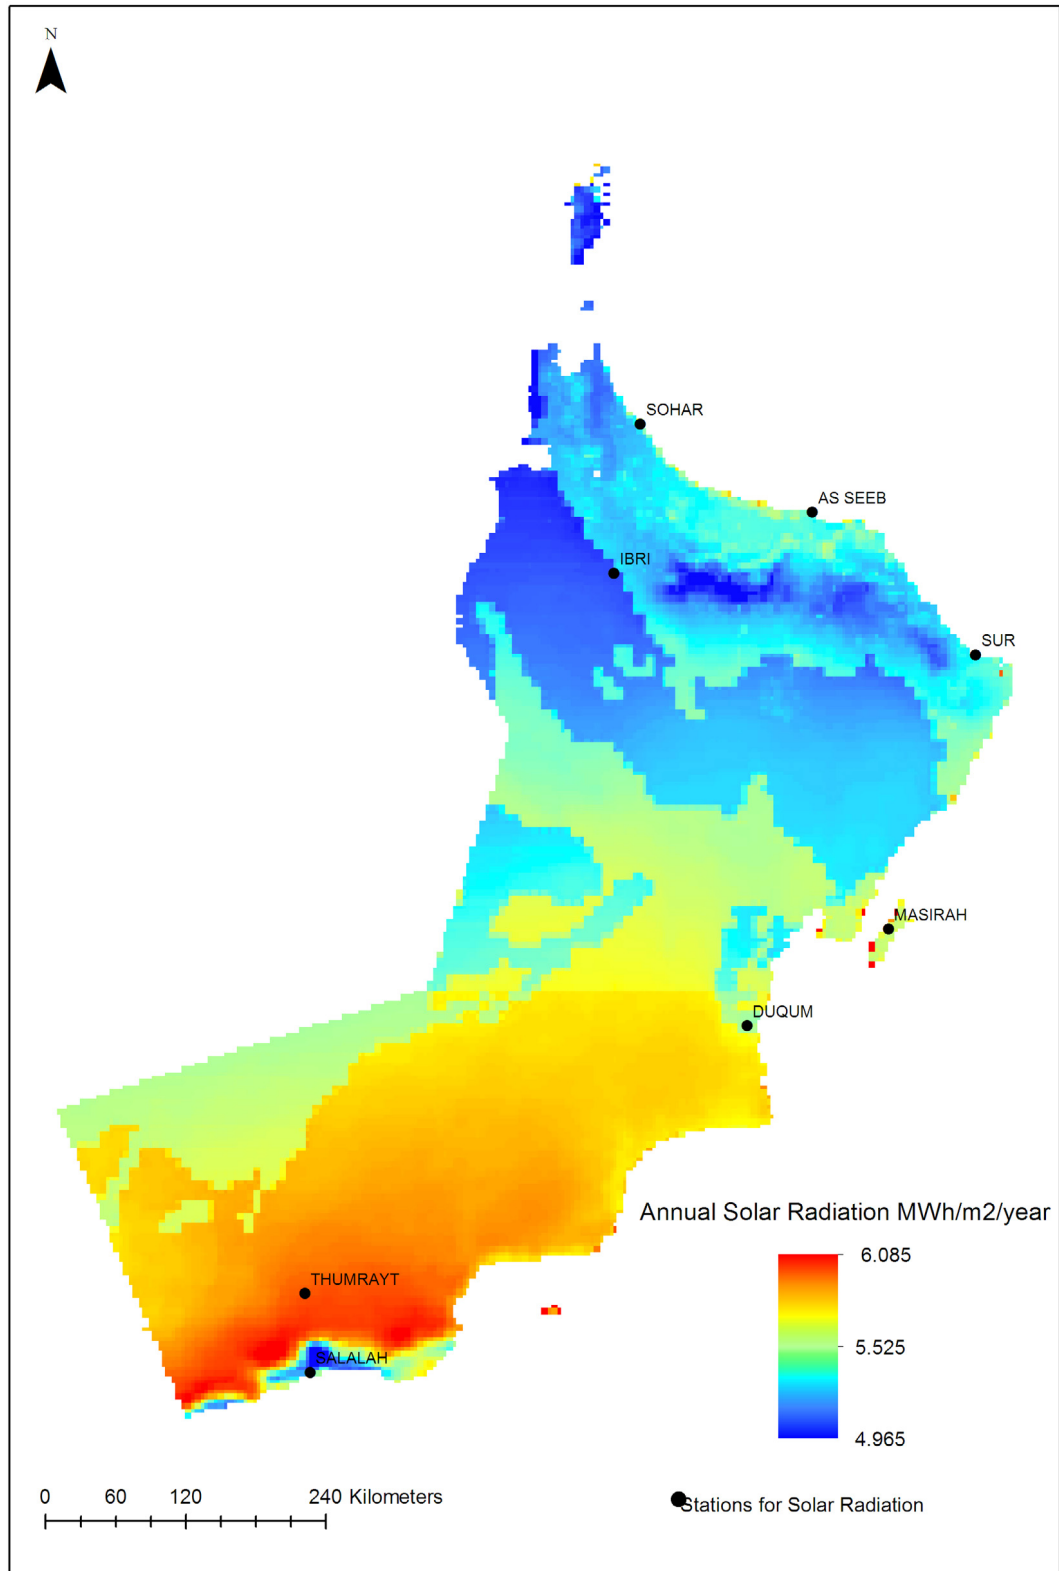 N
SOHAR
AS SEEB
IBRI
SUR
MASIRAH
DUQUM
Annual Solar Radiation MWh/m2/year
6.085
THUMRAYT
5.525
SALALAH
4.965
0 60 120 240 Kilometers
Stations for Solar Radiation